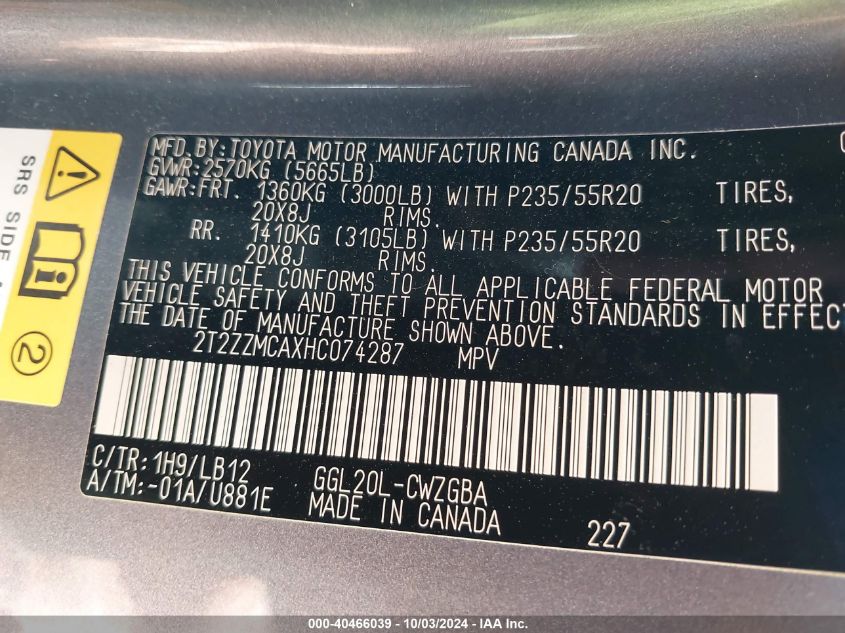 MFD. BY: TOYOTA MOTOR MANUFACTURING CANADA INC.
GVWR: 2570KG (5665LB)
GAWR: FRT. 1360KG (3000LB) WITH P235/55R20 TIRES,
20X8J RIMS.
RR. 1410KG (3105LB) WITH P235/55R20 TIRES,
20X8J RIMS.
THIS VEHICLE CONFORMS TO ALL APPLICABLE FEDERAL MOTOR
VEHICLE SAFETY AND THEFT PREVENTION STANDARDS IN EFFEC
THE DATE OF MANUFACTURE SHOWN ABOVE.
2T2ZZMCAXHC074287 MPV
C/TR: 1H9/LB12 GGL20L-CWZGBA
A/TM:-01A/U881E MADE IN CANADA 227
SRS SIDE
2
000-40466039 - 10/03/2024 - IAA Inc.